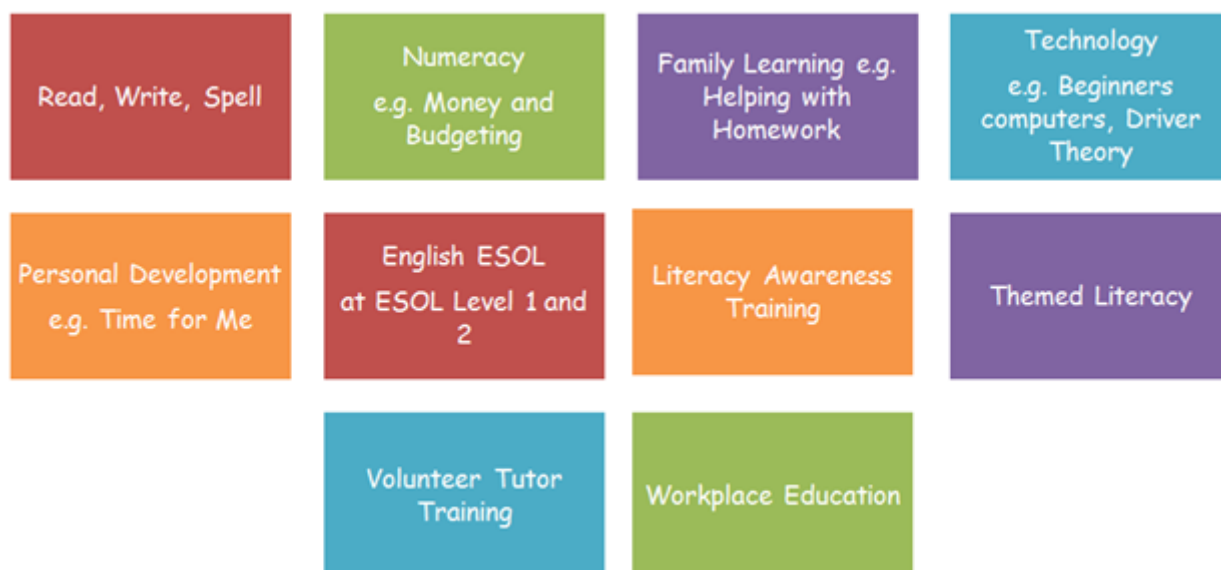 Read, Write, Spell
Numeracy
e.g. Money and
Budgeting
Family Learning e.g.
Helping with
Homework
Technology
e.g. Beginners
computers, Driver
Theory
Personal Development
e.g. Time for Me
English ESOL
at ESOL Level 1 and
2
Literacy Awareness
Training
Themed Literacy
Volunteer Tutor
Training
Workplace Education